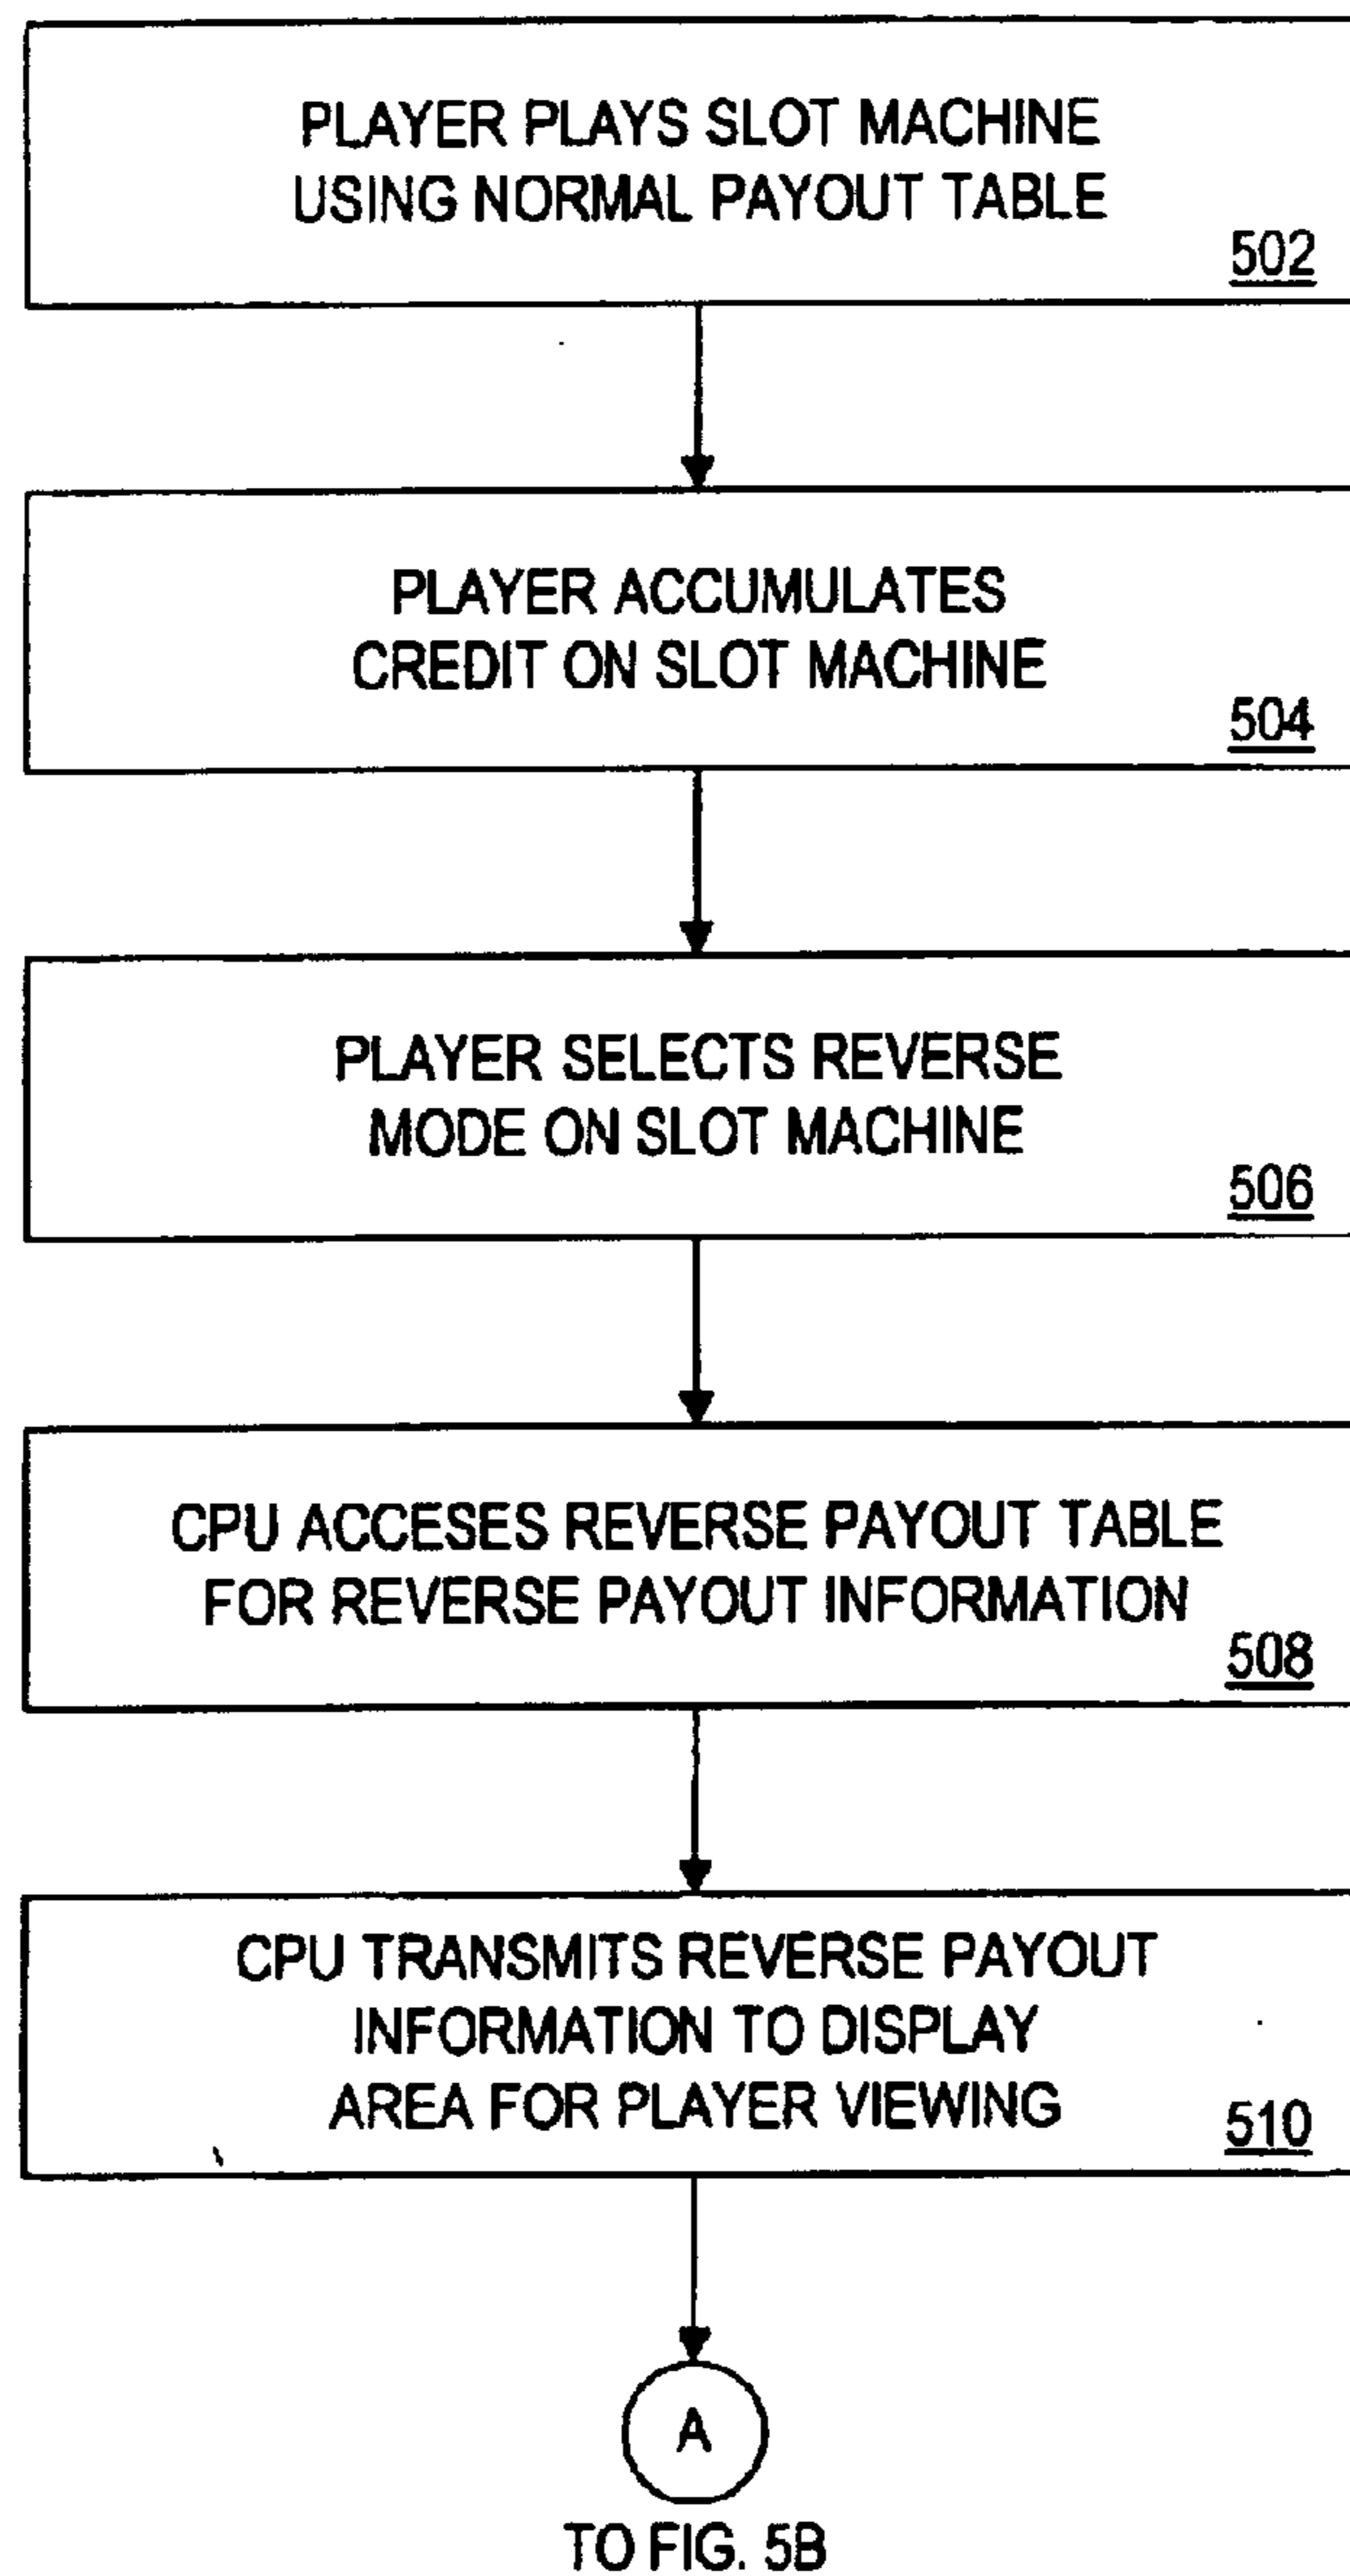 PLAYER PLAYS SLOT MACHINE
USING NORMAL PAYOUT TABLE
502
PLAYER ACCUMULATES
CREDIT ON SLOT MACHINE
504
PLAYER SELECTS REVERSE
MODE ON SLOT MACHINE
506
CPU ACCESES REVERSE PAYOUT TABLE
FOR REVERSE PAYOUT INFORMATION
508
CPU TRANSMITS REVERSE PAYOUT
INFORMATION TO DISPLAY
AREA FOR PLAYER VIEWING
510
A
TO FIG. 5B